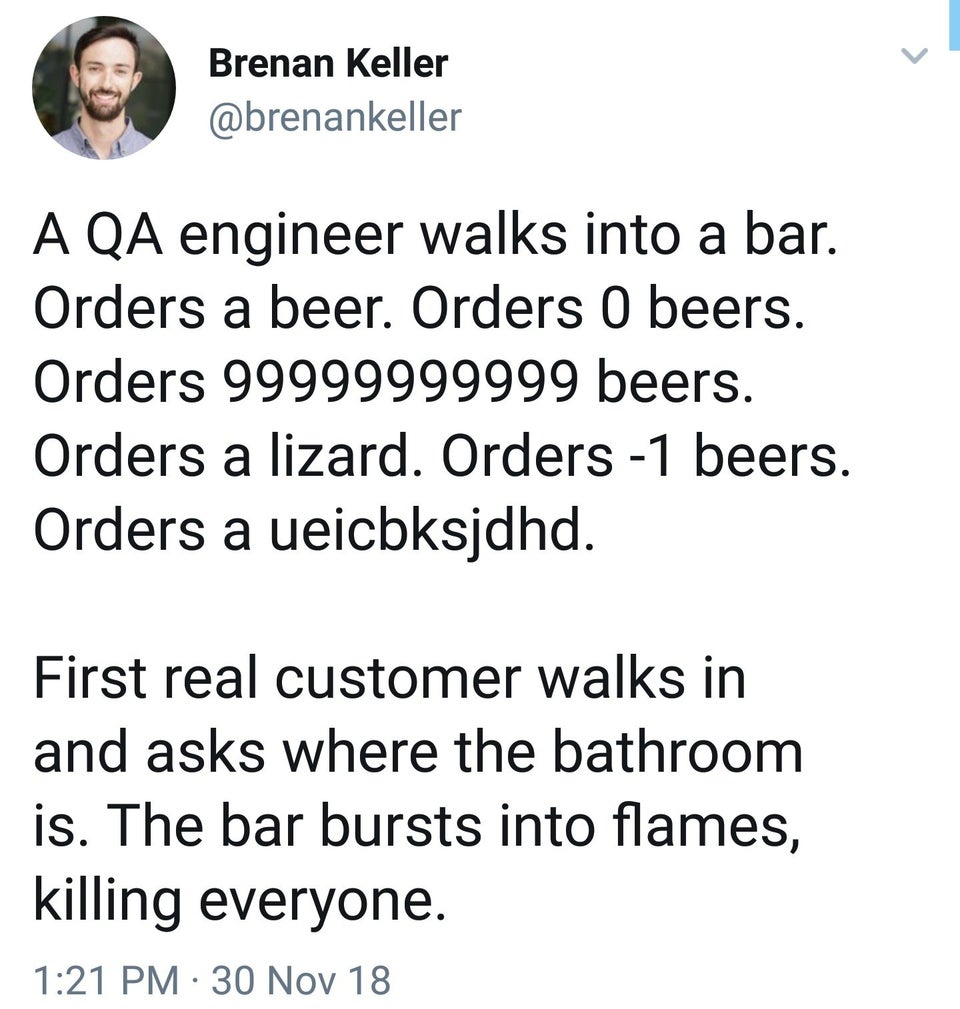 Brenan Keller
@brenankeller
A QA engineer walks into a bar.
Orders a beer. Orders 0 beers.
Orders 99999999999 beers.
Orders a lizard. Orders -1 beers.
Orders a ueicbksjdhd.
First real customer walks in
and asks where the bathroom
is. The bar bursts into flames,
killing everyone.
1:21 PM · 30 Nov 18